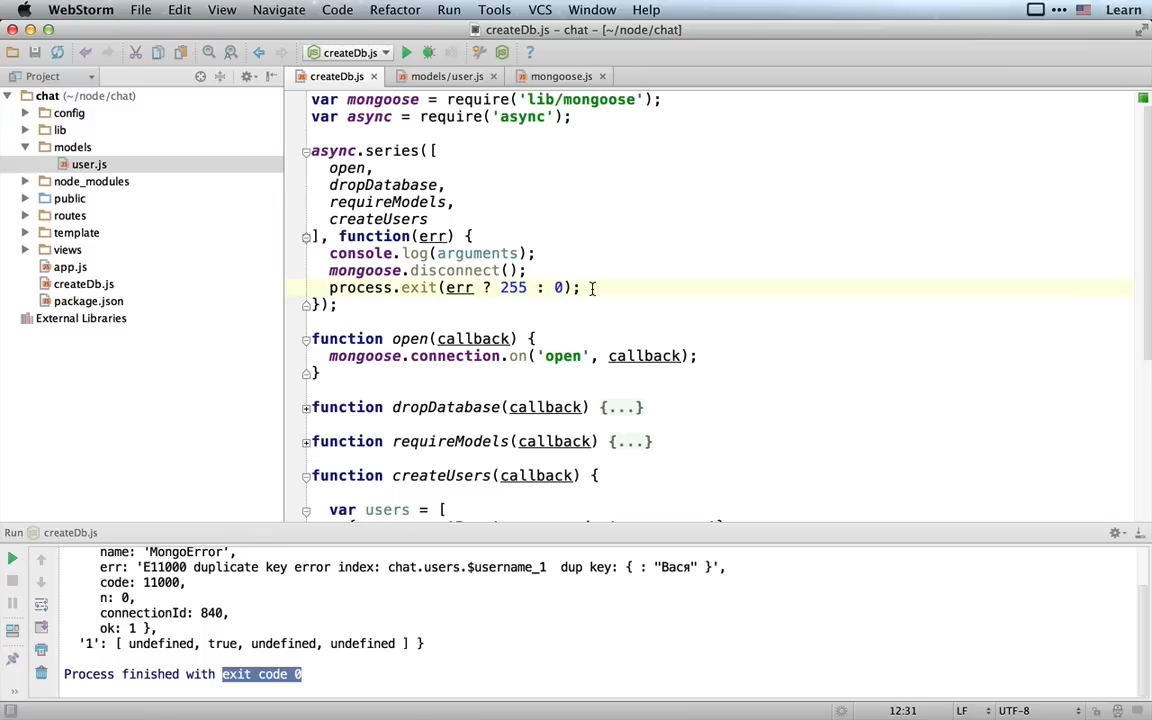 WebStorm File Edit View Navigate Code Refactor Run Tools VCS Window Help Learn
createDb.js – chat – [~/node/chat]
createDb.js
Project
createDb.js models/user.js mongoose.js
chat (~/node/chat)
config
lib
models
user.js
node_modules
public
routes
template
views
app.js
createDb.js
package.json
External Libraries
var mongoose = require('lib/mongoose');
var async = require('async');
async.series([
open,
dropDatabase,
requireModels,
createUsers
], function(err) {
console.log(arguments);
mongoose.disconnect();
process.exit(err ? 255 : 0);
});
function open(callback) {
mongoose.connection.on('open', callback);
}
function dropDatabase(callback) {...}
function requireModels(callback) {...}
function createUsers(callback) {
var users = [
Run createDb.js
name: 'MongoError',
err: 'E11000 duplicate key error index: chat.users.$username_1  dup key: { : "Вася" }',
code: 11000,
n: 0,
connectionId: 840,
ok: 1 },
'1': [ undefined, true, undefined, undefined ] }
Process finished with exit code 0
12:31 LF UTF-8